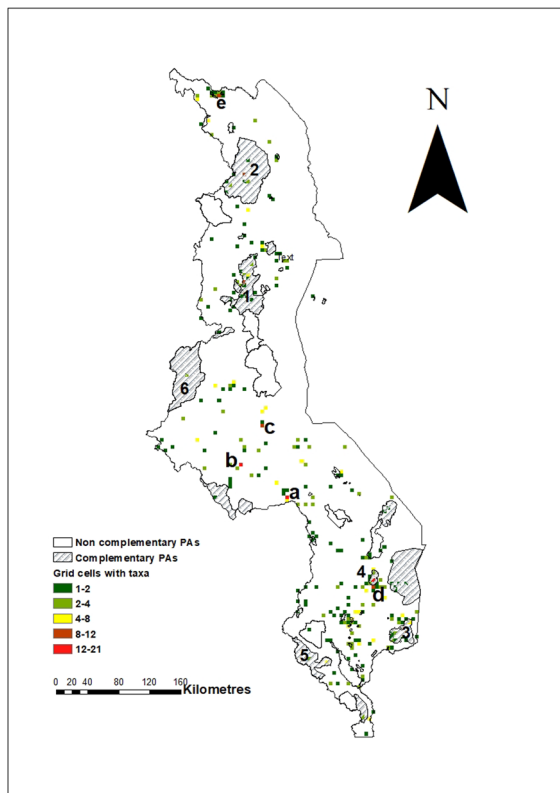 N
e
2
ext
1
6
c
b
a
4
d
3
5
Non complementary PAs
Complementary PAs
Grid cells with taxa
1-2
2-4
4-8
8-12
12-21
0 20 40 80 120 160
Kilometres